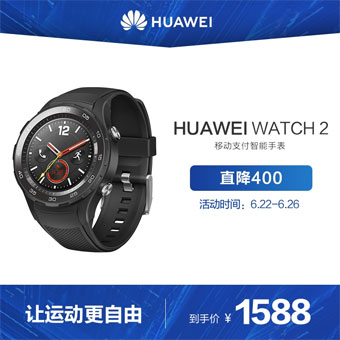 HUAWEI
HUAWEI WATCH 2
移动支付智能手表
直降400
活动时间：6.22-6.26
让运动更自由
到手价 ¥1588